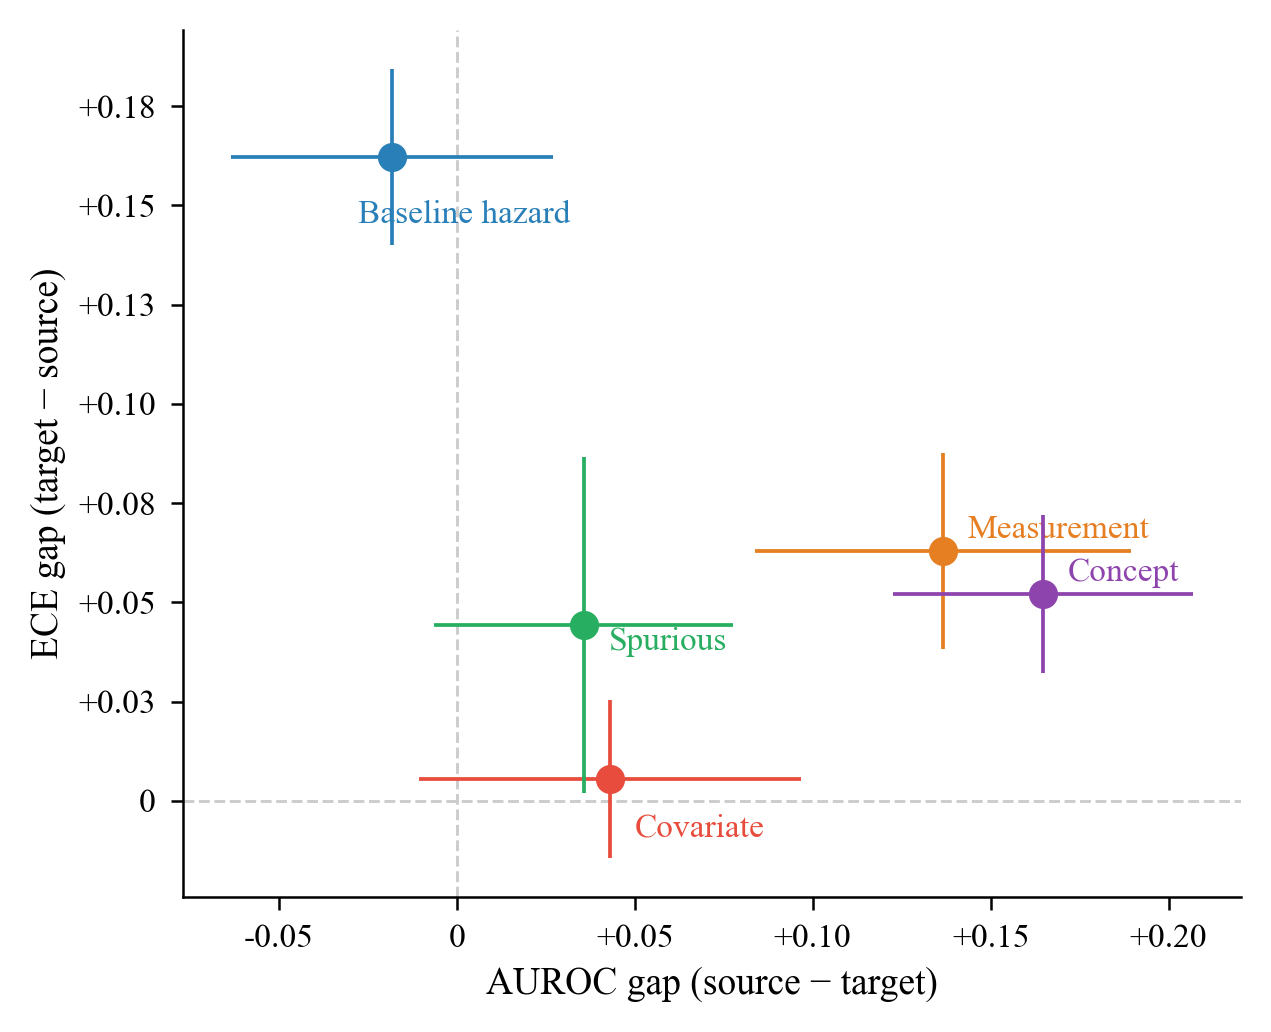 +0.18
+0.15
+0.13
+0.10
+0.08
+0.05
+0.03
0
ECE gap (target − source)
Baseline hazard
Measurement
Concept
Spurious
Covariate
-0.05
0
+0.05
+0.10
+0.15
+0.20
AUROC gap (source − target)